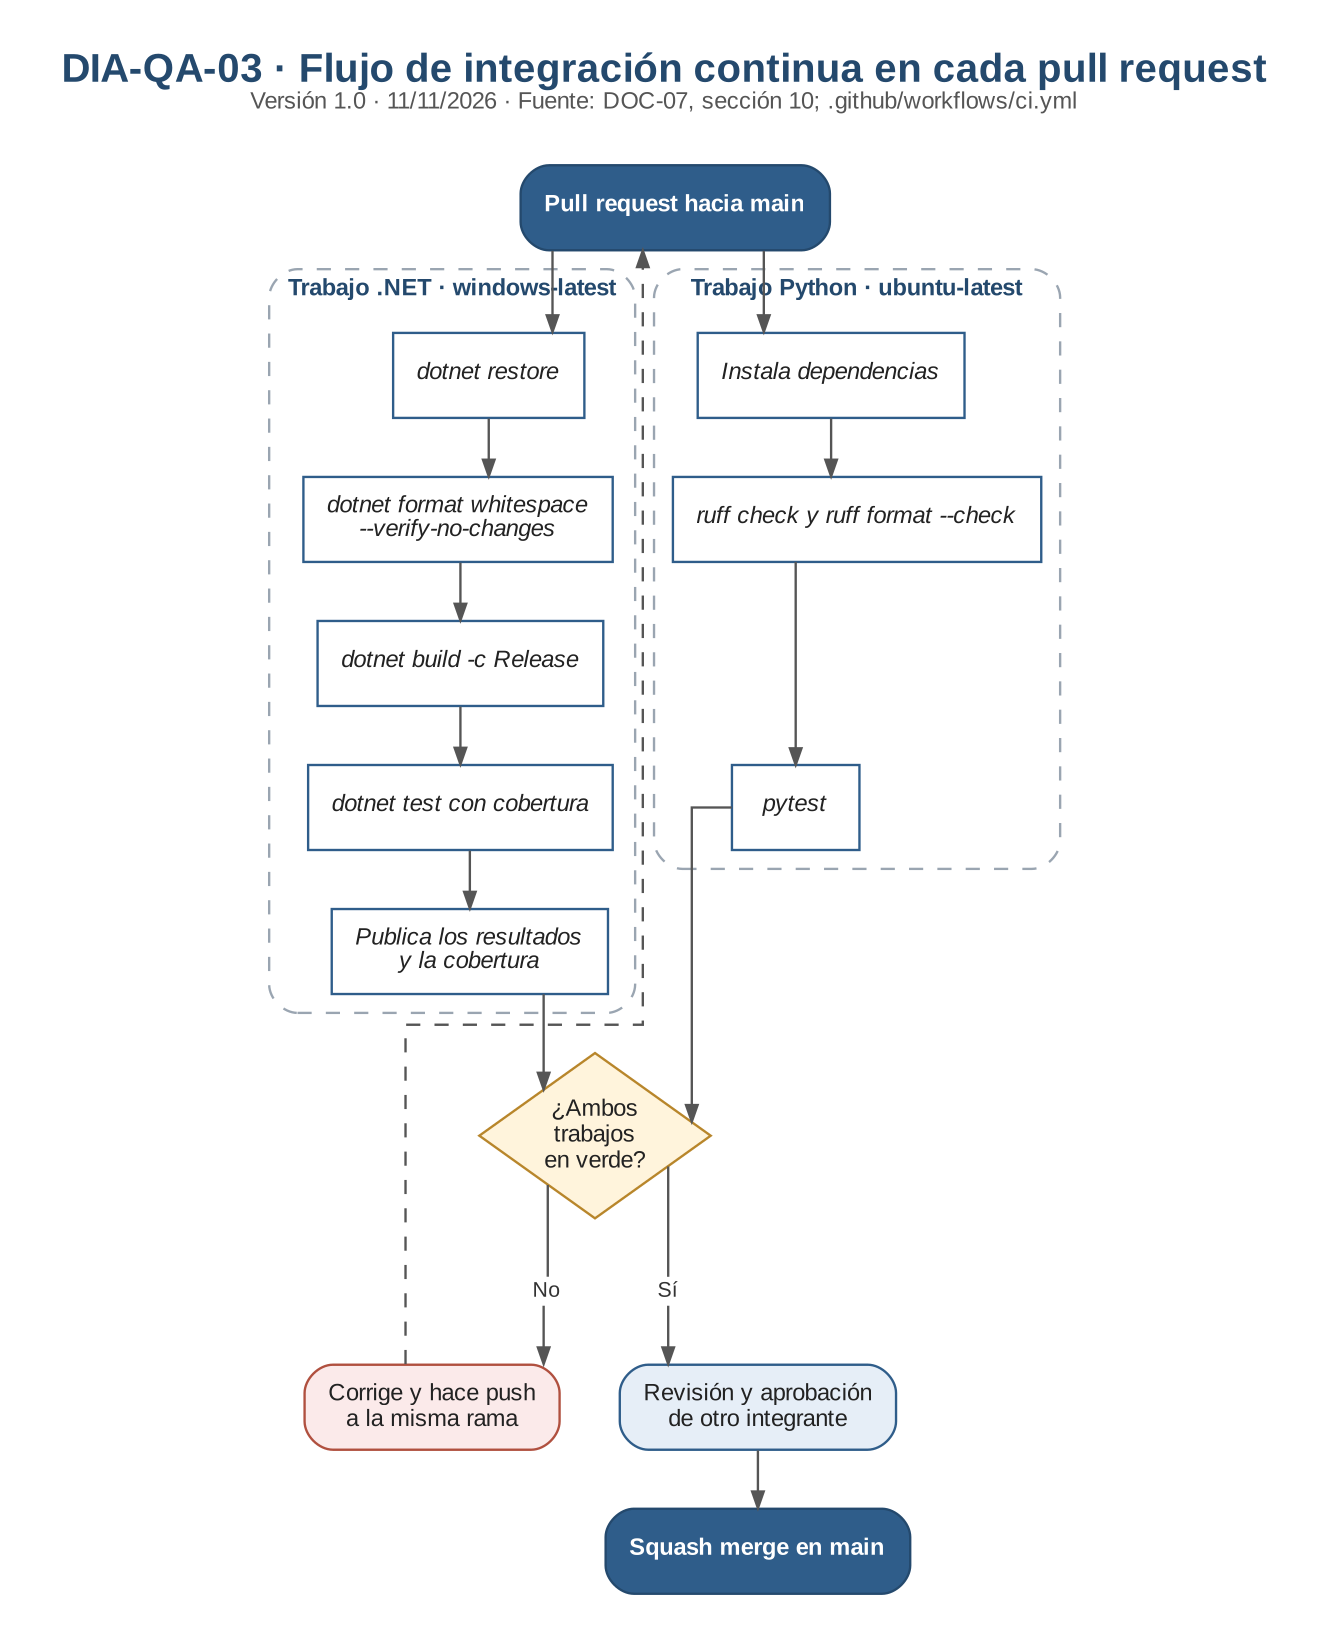 DIA-QA-03 · Flujo de integración continua en cada pull request
Versión 1.0 · 11/11/2026 · Fuente: DOC-07, sección 10; .github/workflows/ci.yml
Pull request hacia main
Trabajo .NET · windows-latest
dotnet restore
dotnet format whitespace
--verify-no-changes
dotnet build -c Release
dotnet test con cobertura
Publica los resultados
y la cobertura
Trabajo Python · ubuntu-latest
Instala dependencias
ruff check y ruff format --check
pytest
¿Ambos
trabajos
en verde?
No
Sí
Corrige y hace push
a la misma rama
Revisión y aprobación
de otro integrante
Squash merge en main